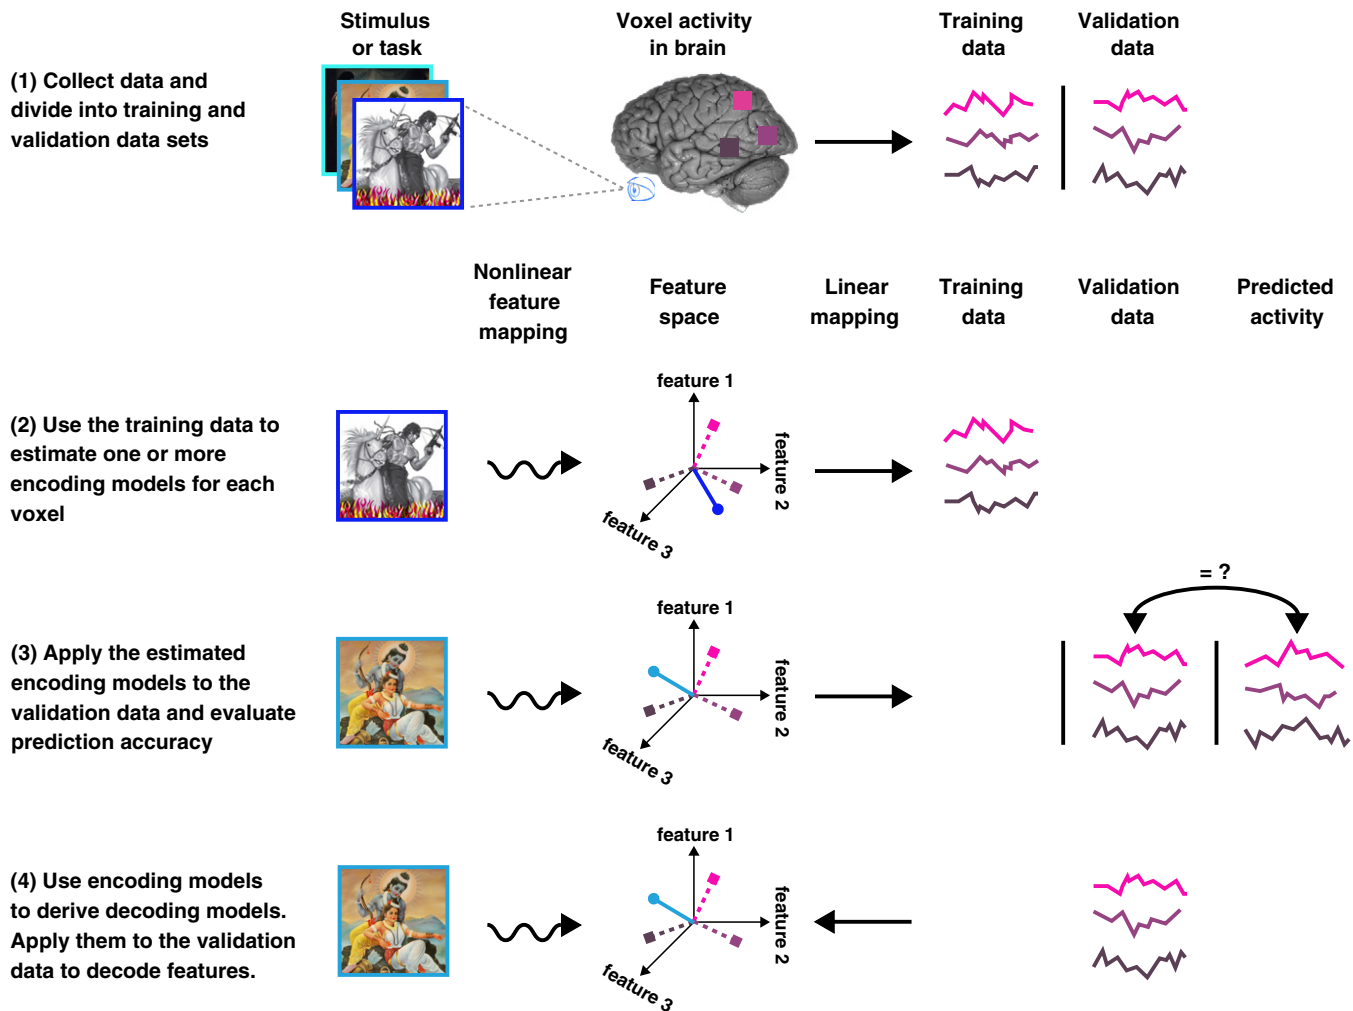 Stimulus
or task
Voxel activity
in brain
Training
data
Validation
data
(1) Collect data and
divide into training and
validation data sets
Nonlinear
feature
mapping
Feature
space
Linear
mapping
Training
data
Validation
data
Predicted
activity
(2) Use the training data to
estimate one or more
encoding models for each
voxel
feature 1
feature 2
feature 3
= ?
(3) Apply the estimated
encoding models to the
validation data and evaluate
prediction accuracy
feature 1
feature 2
feature 3
(4) Use encoding models
to derive decoding models.
Apply them to the validation
data to decode features.
feature 1
feature 2
feature 3